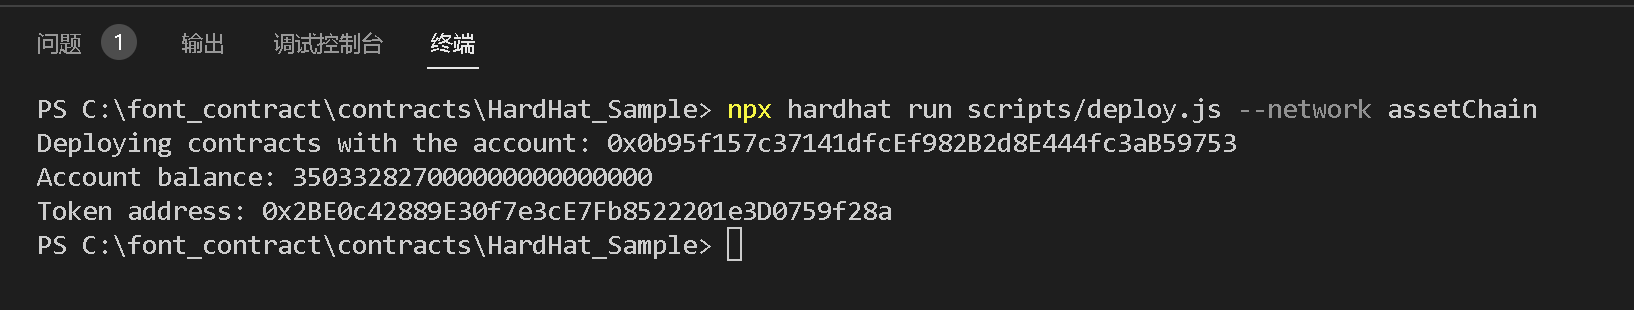 问题 1 输出 调试控制台 终端
PS C:\font_contract\contracts\HardHat_Sample> npx hardhat run scripts/deploy.js --network assetChain
Deploying contracts with the account: 0x0b95f157c37141dfcEf982B2d8E444fc3aB59753
Account balance: 350332827000000000000000
Token address: 0x2BE0c42889E30f7e3cE7Fb8522201e3D0759f28a
PS C:\font_contract\contracts\HardHat_Sample>